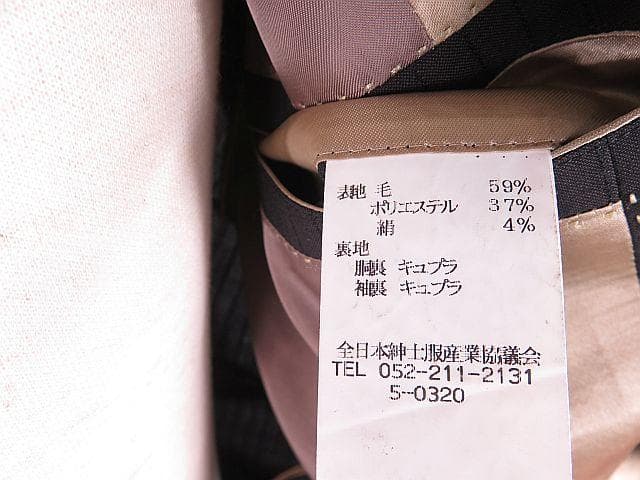 表地 毛 59%
ポリエステル 37%
絹 4%
裏地
胴裏 キュプラ
袖裏 キュプラ
全日本紳士服産業協議会
TEL 052-211-2131
5-0320